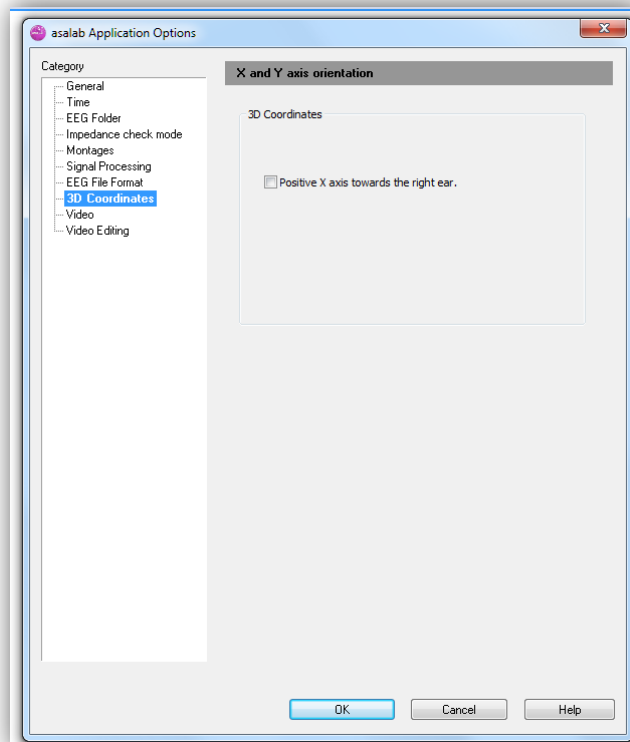 asalab Application Options
Category
General
Time
EEG Folder
Impedance check mode
Montages
Signal Processing
EEG File Format
3D Coordinates
Video
Video Editing
X and Y axis orientation
3D Coordinates
Positive X axis towards the right ear.
OK
Cancel
Help